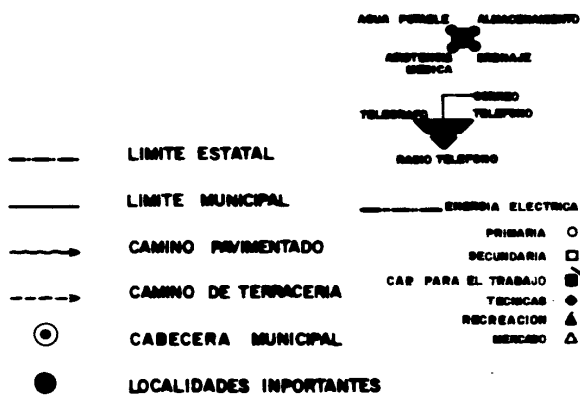 AGUA POTABLE ALMACENAMIENTO
ASISTENCIA DRENAJE
MEDICA
CORREO
TELEGRAFO TELEFONO
RADIO TELEFONO
LIMITE ESTATAL
LIMITE MUNICIPAL
CAMINO PAVIMENTADO
CAMINO DE TERRACERIA
CABECERA MUNICIPAL
LOCALIDADES INPORTANTES
ENERGIA ELECTRICA
PRIMARIA
SECUNDARIA
CAP PARA EL TRABAJO
TECNICAS
RECREACION
MERCADO